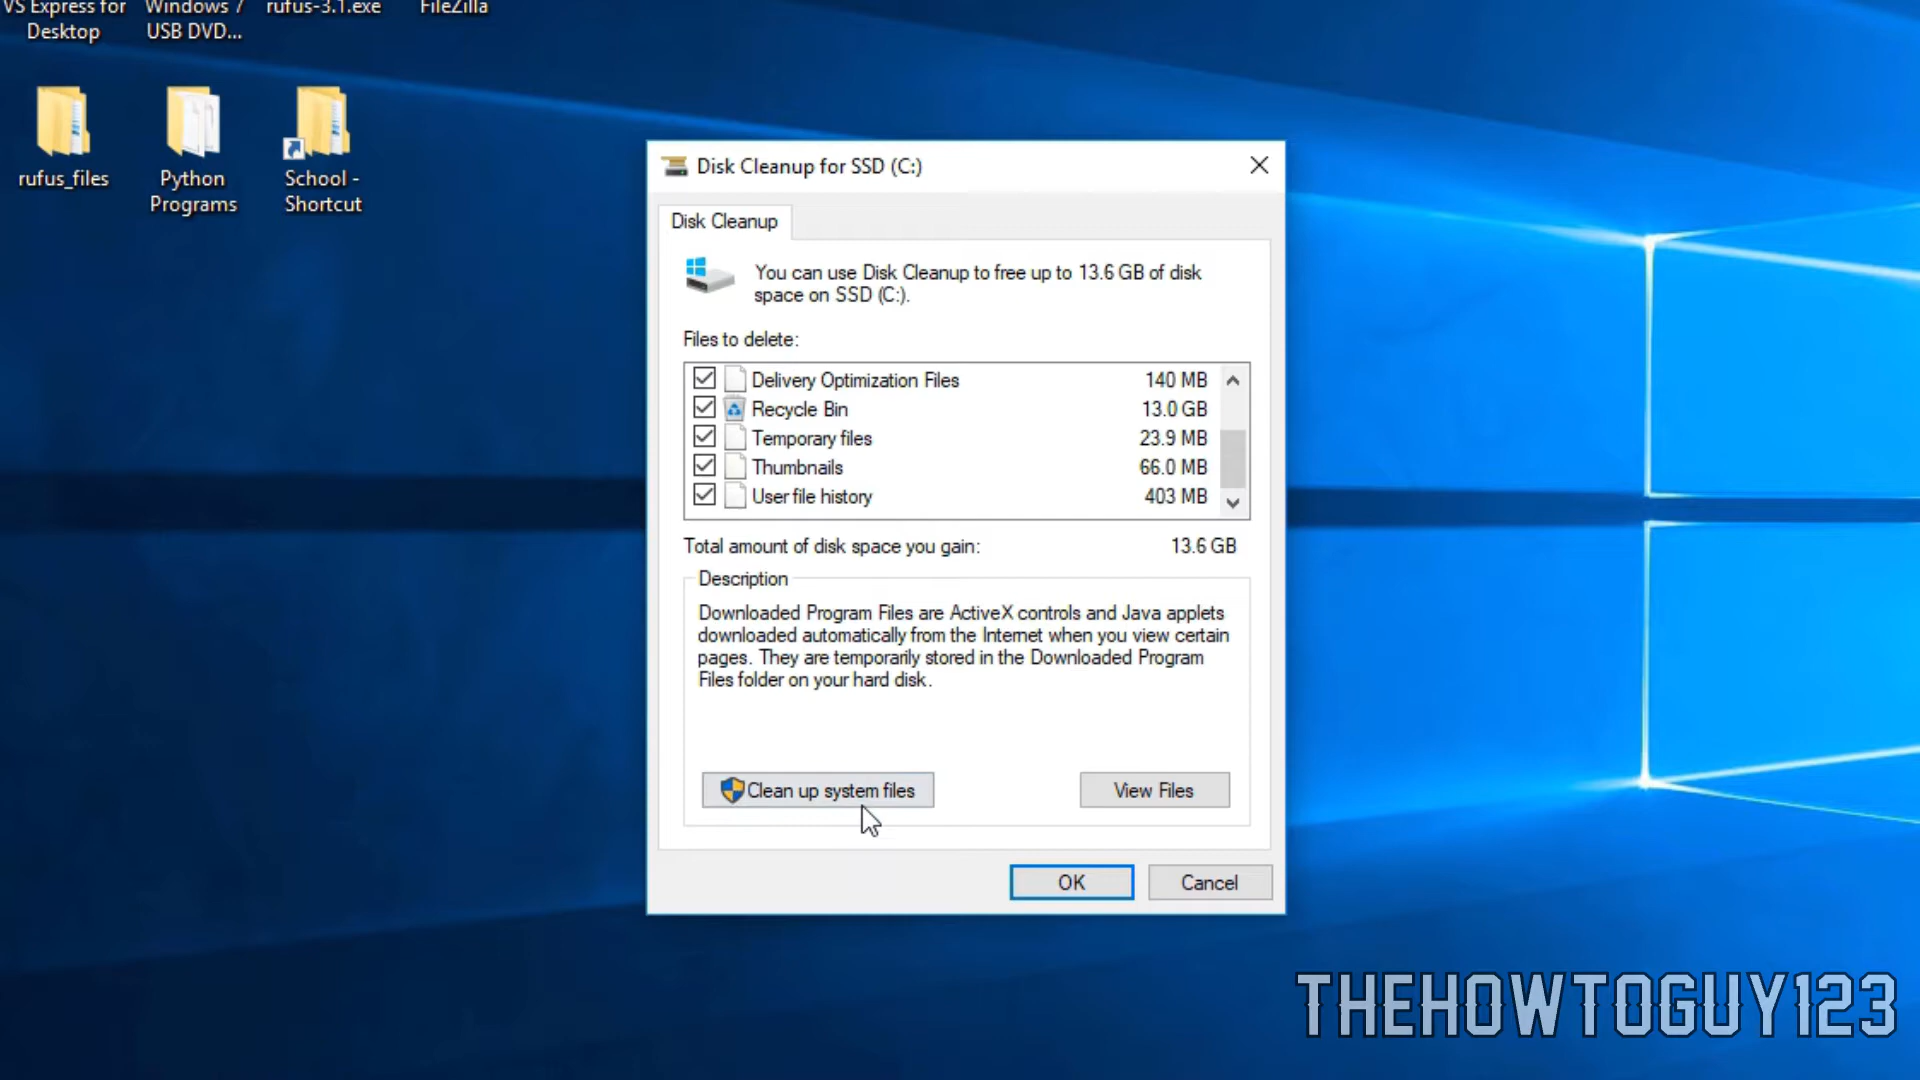 VS Express for
Desktop
Windows 7
USB DVD...
rufus-3.1.exe
FileZilla
rufus_files
Python
Programs
School -
Shortcut
Disk Cleanup for SSD (C:)
Disk Cleanup
You can use Disk Cleanup to free up to 13.6 GB of disk
space on SSD (C:).
Files to delete:
Delivery Optimization Files 140 MB
Recycle Bin 13.0 GB
Temporary files 23.9 MB
Thumbnails 66.0 MB
User file history 403 MB
Total amount of disk space you gain: 13.6 GB
Description
Downloaded Program Files are ActiveX controls and Java applets
downloaded automatically from the Internet when you view certain
pages. They are temporarily stored in the Downloaded Program
Files folder on your hard disk.
Clean up system files
View Files
OK
Cancel
THEHOWTOGUY123